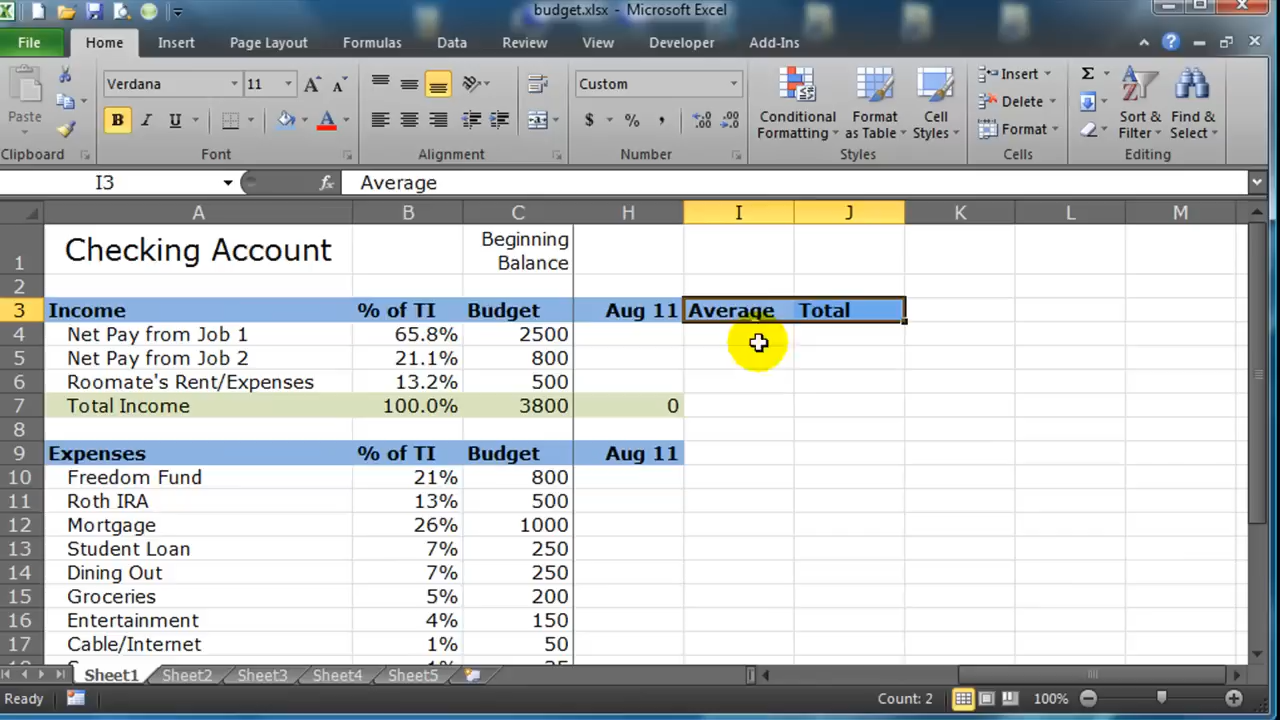 budget.xlsx - Microsoft Excel
File Home Insert Page Layout Formulas Data Review View Developer Add-Ins
Paste
Verdana 11
B I U A
Custom
$ % ,
Conditional Formatting
Format as Table
Cell Styles
Insert
Delete
Format
Σ
Sort & Filter
Find & Select
Clipboard Font Alignment Number Styles Cells Editing
I3 fx Average
A B C H I J K L M
1 Checking Account Beginning Balance
2
3 Income % of TI Budget Aug 11 Average Total
4 Net Pay from Job 1 65.8% 2500
5 Net Pay from Job 2 21.1% 800
6 Roomate's Rent/Expenses 13.2% 500
7 Total Income 100.0% 3800 0
8
9 Expenses % of TI Budget Aug 11
10 Freedom Fund 21% 800
11 Roth IRA 13% 500
12 Mortgage 26% 1000
13 Student Loan 7% 250
14 Dining Out 7% 250
15 Groceries 5% 200
16 Entertainment 4% 150
17 Cable/Internet 1% 50
Sheet1 Sheet2 Sheet3 Sheet4 Sheet5
Ready Count: 2 100%